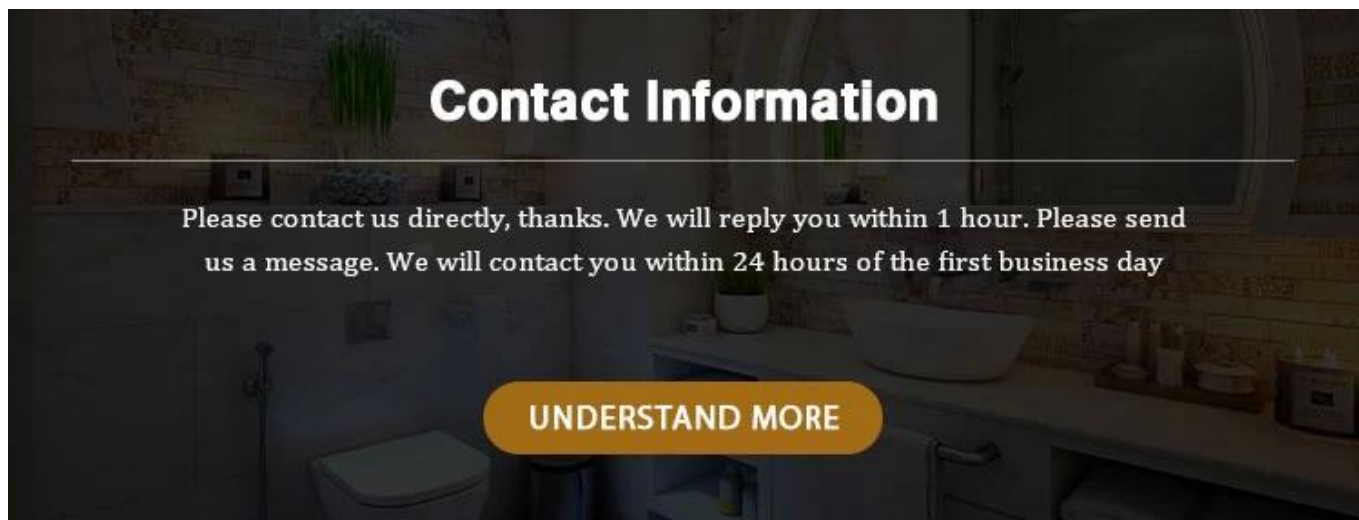 Contact Information
Please contact us directly, thanks. We will reply you within 1 hour. Please send
us a message. We will contact you within 24 hours of the first business day
UNDERSTAND MORE